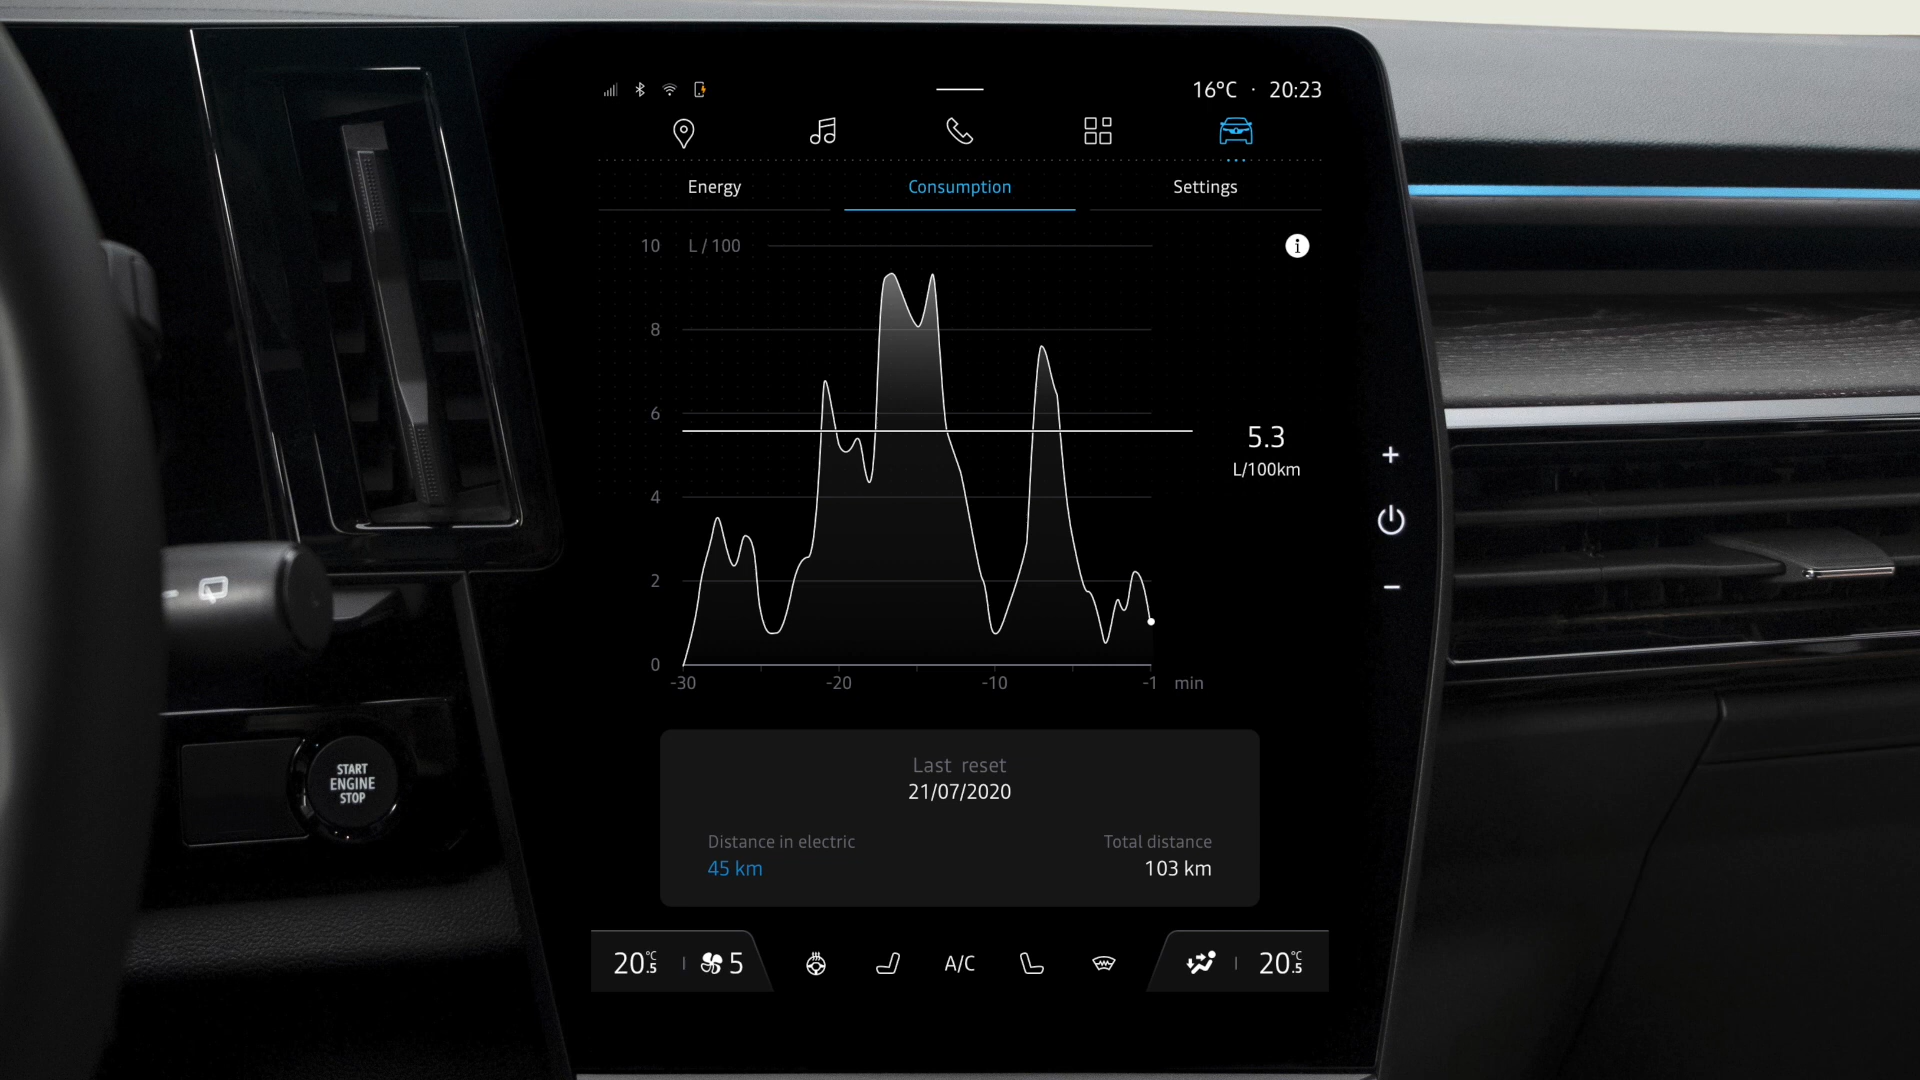 16°C · 20:23
Energy
Consumption
Settings
10 L / 100
8
6
5.3
L/100km
4
2
0
-30 -20 -10 -1 min
START
ENGINE
STOP
Last reset
21/07/2020
Distance in electric
45 km
Total distance
103 km
20.5°C
5
A/C
20.5°C